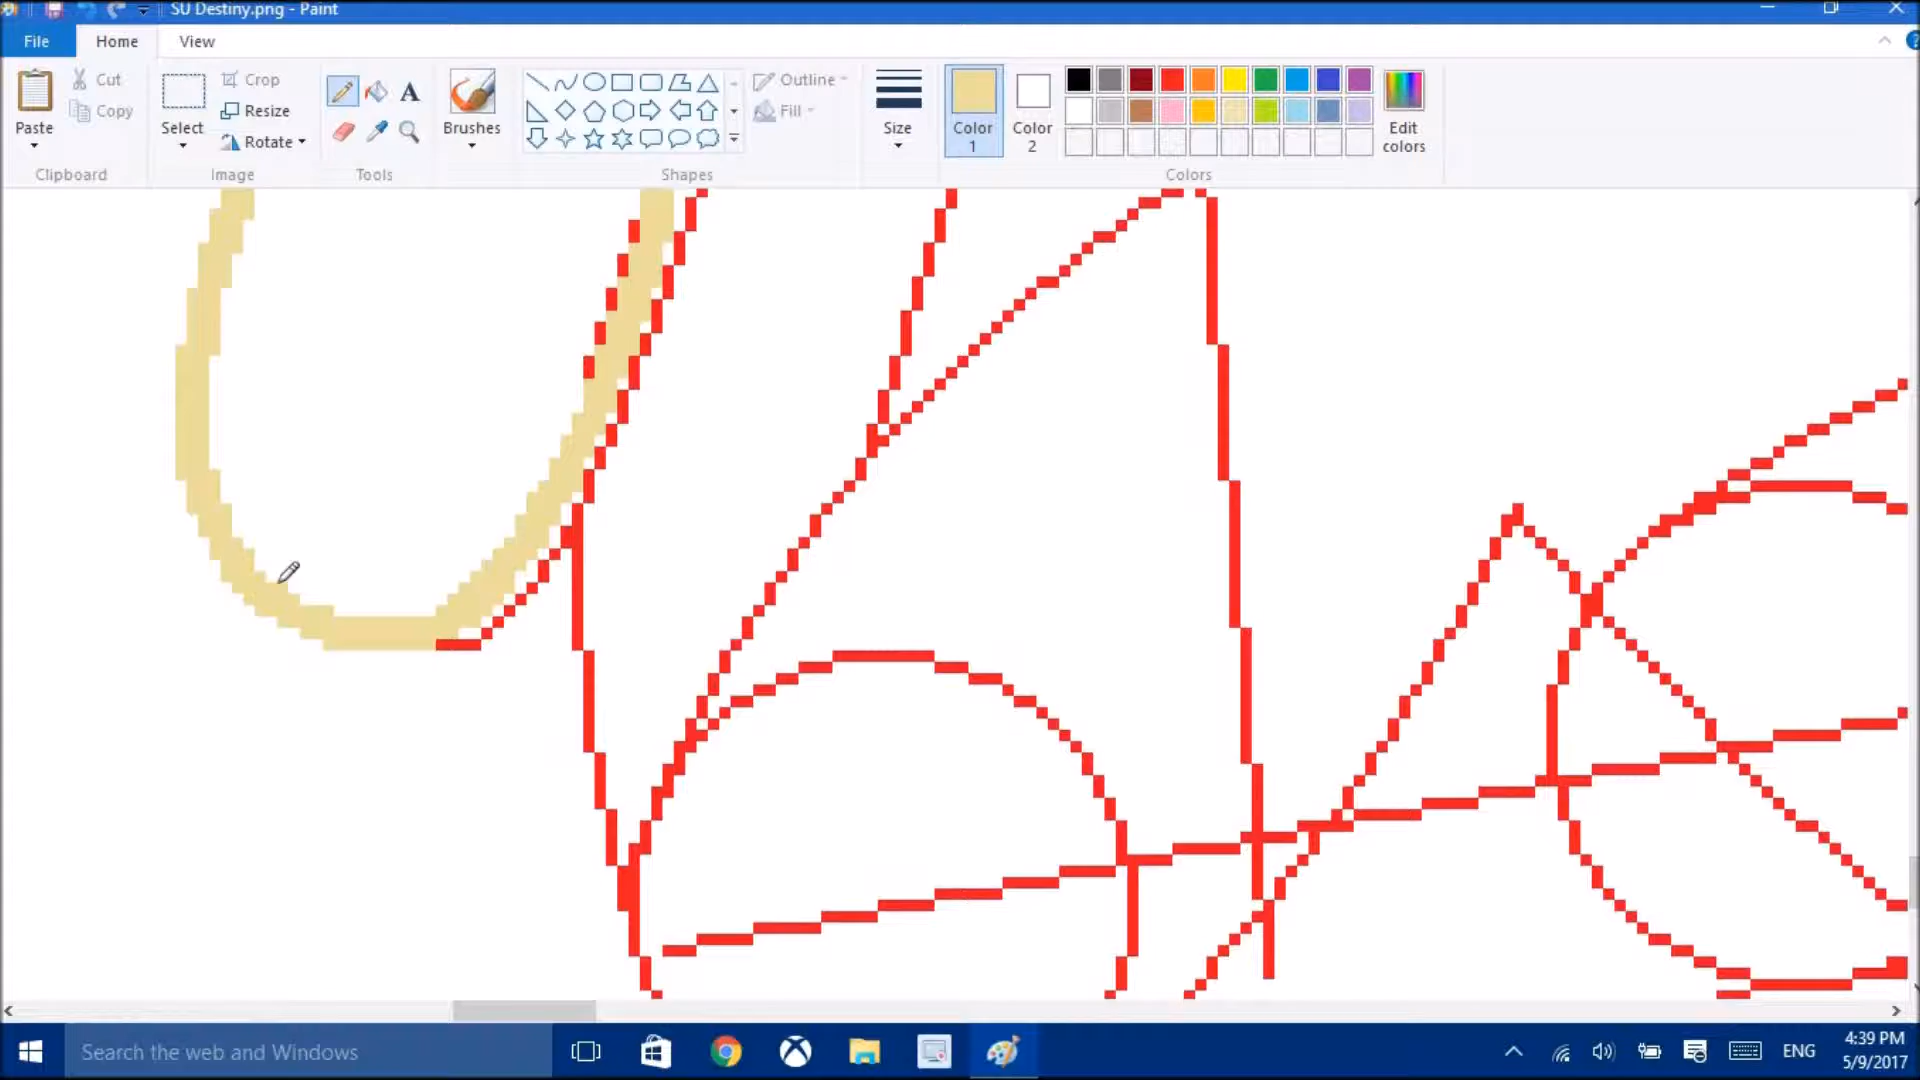 SU Destiny.png - Paint
File Home View
Paste
Cut
Copy
Clipboard
Select
Crop
Resize
Rotate
Image
A
Tools
Brushes
Outline
Fill
Shapes
Size
Color 1
Color 2
Edit colors
Colors
Search the web and Windows
ENG
4:39 PM
5/9/2017